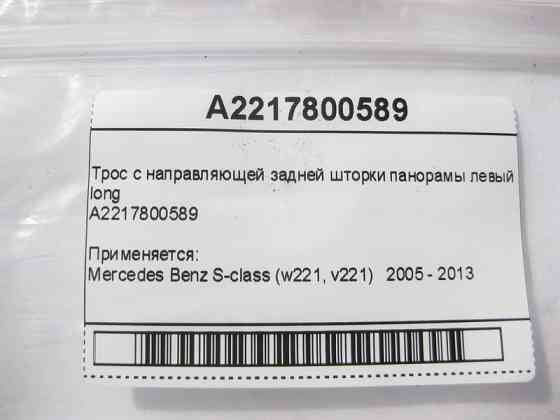 A2217800589
Трос с направляющей задней шторки панорамы левый
long
A2217800589
Применяется:
Mercedes Benz S-class (w221, v221) 2005 - 2013